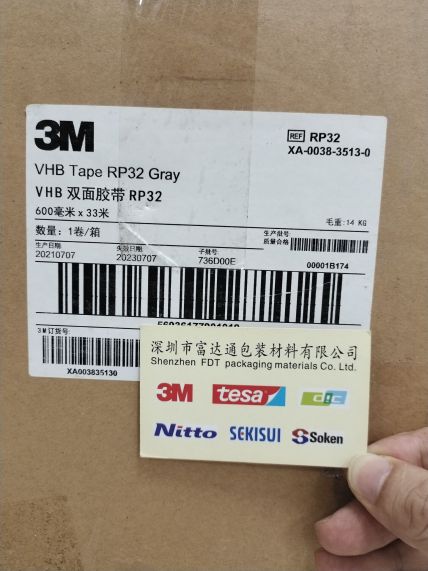 3M
REF RP32
XA-0038-3513-0
VHB Tape RP32 Gray
VHB 双面胶带 RP32
600毫米 x 33米
毛重:14 KG
数量:1卷/箱
生产批号:
质量合格
生产日期 失效日期 子批号:
20210707 20230707 736D00E
00001B174
3M订货号:
XA003835130
深圳市富达通包装材料有限公司
Shenzhen FDT packaging materials Co. Ltd.
3M tesa dic
Nitto SEKISUI Soken